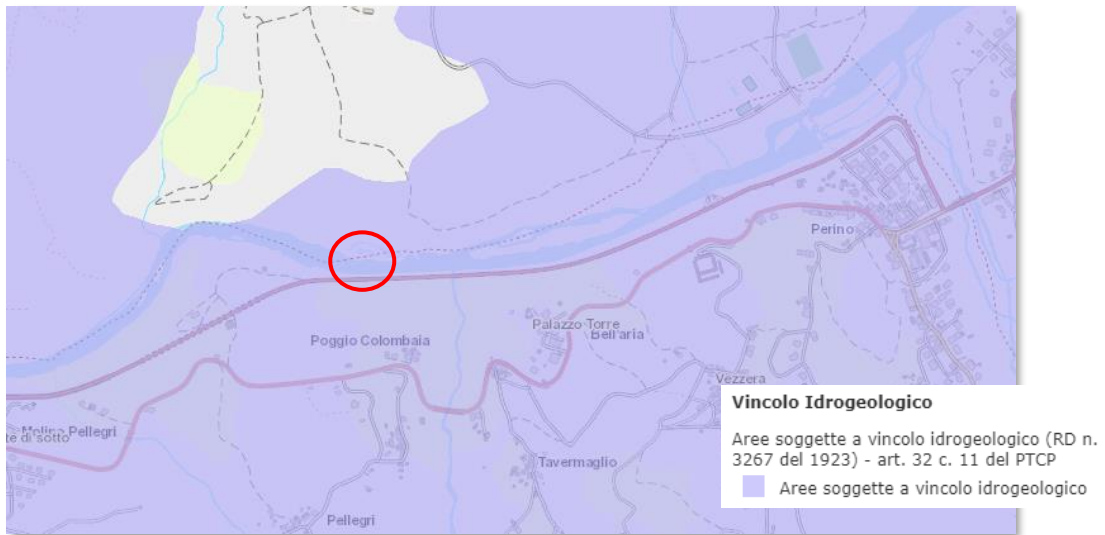 Perino
Palazzo Torre
Bell'aria
Poggio Colombaia
Vezzera
Molino Pellegri
te di sotto
Tavermaglio
Pellegri
Vincolo Idrogeologico
Aree soggette a vincolo idrogeologico (RD n.
3267 del 1923) - art. 32 c. 11 del PTCP
Aree soggette a vincolo idrogeologico